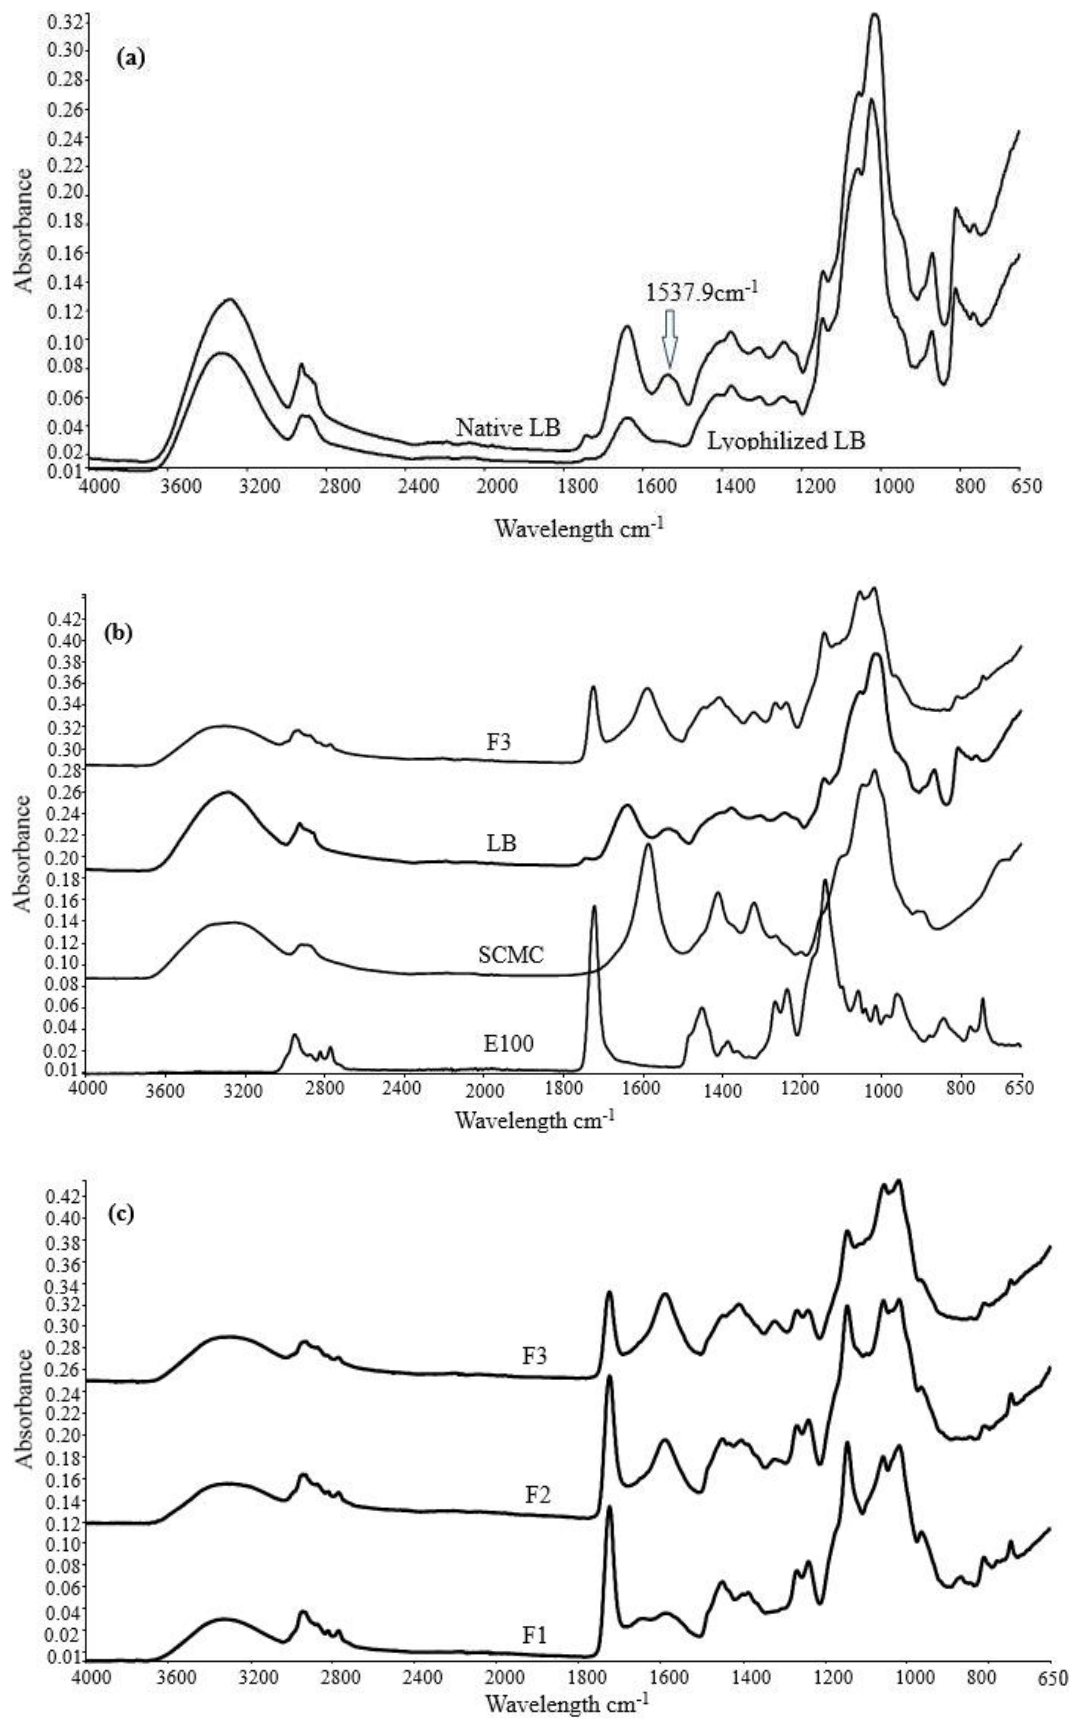 0.32
(a)
0.30
0.28
0.26
0.24
0.22
0.20
0.18
0.16
0.14
0.12
0.10
0.08
0.06
0.04
0.02
0.01
Absorbance
1537.9cm-1
Native LB
Lyophilized LB
4000 3600 3200 2800 2400 2000 1800 1600 1400 1200 1000 800 650
Wavelength cm-1
(b)
0.42
0.40
0.38
0.36
0.34
0.32
0.30
0.28
0.26
0.24
0.22
0.20
0.18
0.16
0.14
0.12
0.10
0.08
0.06
0.04
0.02
0.01
Absorbance
F3
LB
SCMC
E100
4000 3600 3200 2800 2400 2000 1800 1600 1400 1200 1000 800 650
Wavelength cm-1
(c)
0.42
0.40
0.38
0.36
0.34
0.32
0.30
0.28
0.26
0.24
0.22
0.20
0.18
0.16
0.14
0.12
0.10
0.08
0.06
0.04
0.02
0.01
Absorbance
F3
F2
F1
4000 3600 3200 2800 2400 2000 1800 1600 1400 1200 1000 800 650
Wavelength cm-1